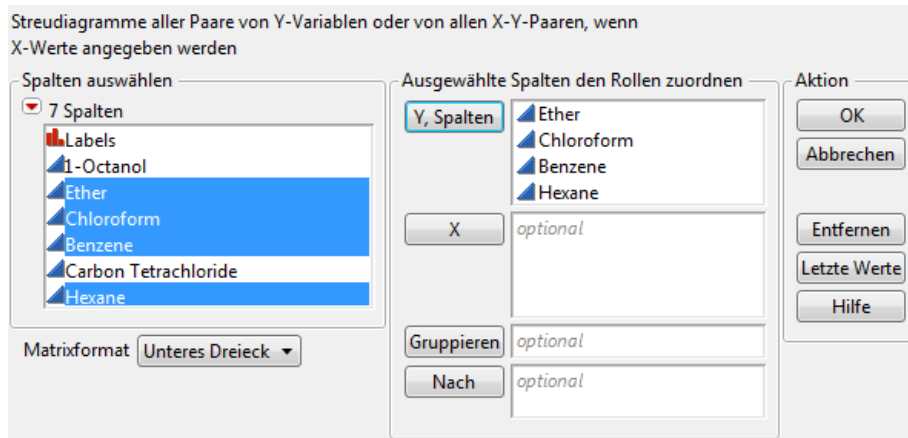 Streudiagramme aller Paare von Y-Variablen oder von allen X-Y-Paaren, wenn
X-Werte angegeben werden
Spalten auswählen
7 Spalten
Labels
1-Octanol
Ether
Chloroform
Benzene
Carbon Tetrachloride
Hexane
Matrixformat Unteres Dreieck
Ausgewählte Spalten den Rollen zuordnen
Y, Spalten
Ether
Chloroform
Benzene
Hexane
X optional
Gruppieren optional
Nach optional
Aktion
OK
Abbrechen
Entfernen
Letzte Werte
Hilfe